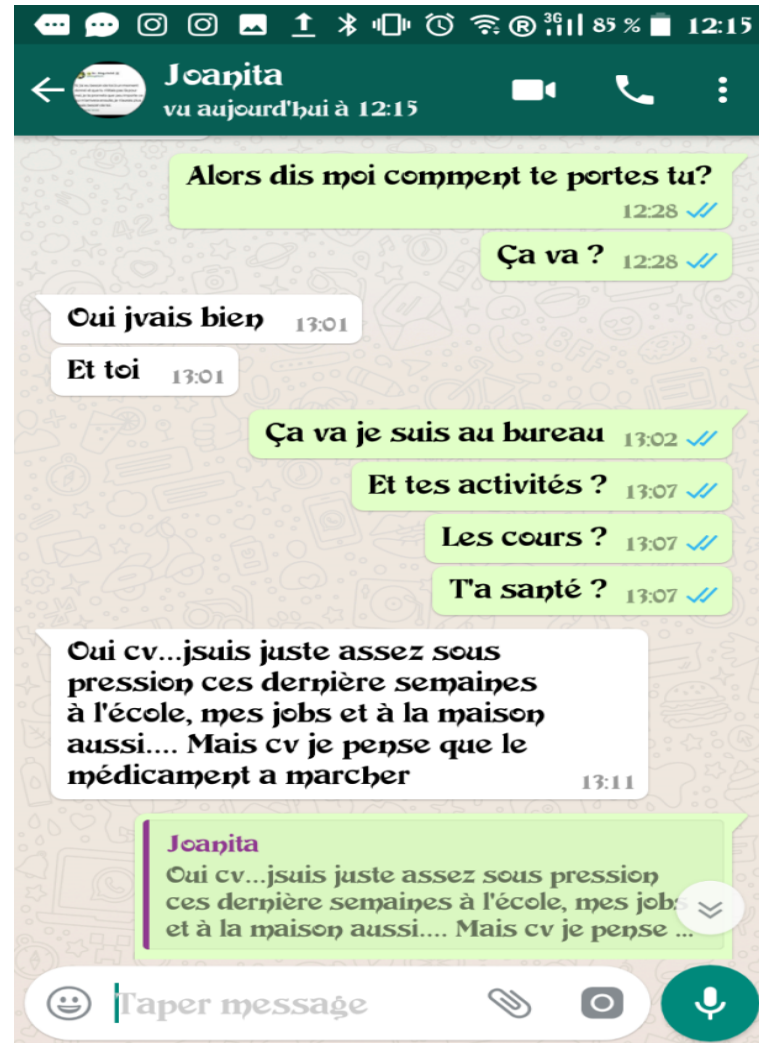 3G 85 % 12:15
Joanita
vu aujourd'hui à 12:15
Alors dis moi comment te portes tu?
12:28
Ça va ? 12:28
Oui jvais bien 13:01
Et toi 13:01
Ça va je suis au bureau 13:02
Et tes activités ? 13:07
Les cours ? 13:07
T'a santé ? 13:07
Oui cv...jsuis juste assez sous
pression ces dernière semaines
à l'école, mes jobs et à la maison
aussi.... Mais cv je pense que le
médicament a marcher 13:11
Joanita
Oui cv...jsuis juste assez sous pression
ces dernière semaines à l'école, mes jobs
et à la maison aussi.... Mais cv je pense ...
Taper message